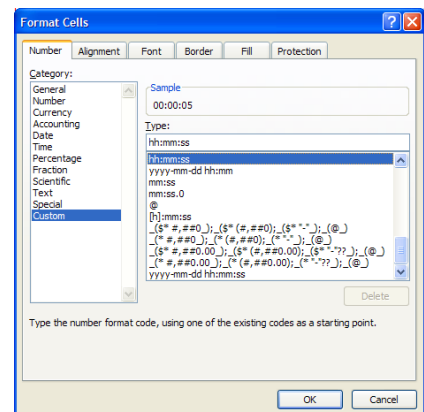 Format Cells
Number Alignment Font Border Fill Protection
Category:
General
Number
Currency
Accounting
Date
Time
Percentage
Fraction
Scientific
Text
Special
Custom
Sample
00:00:05
Type:
hh:mm:ss
hh:mm:ss
yyyy-mm-dd hh:mm
mm:ss
mm:ss.0
@
[h]:mm:ss
_($* #,##0_);_($* (#,##0);_($* "-"_);_(@_)
_(* #,##0_);_(* (#,##0);_(* "-"_);_(@_)
_($* #,##0.00_);_($* (#,##0.00);_($* "-"??_);_(@_)
_(* #,##0.00_);_(* (#,##0.00);_(* "-"??_);_(@_)
yyyy-mm-dd hh:mm:ss
Delete
Type the number format code, using one of the existing codes as a starting point.
OK Cancel